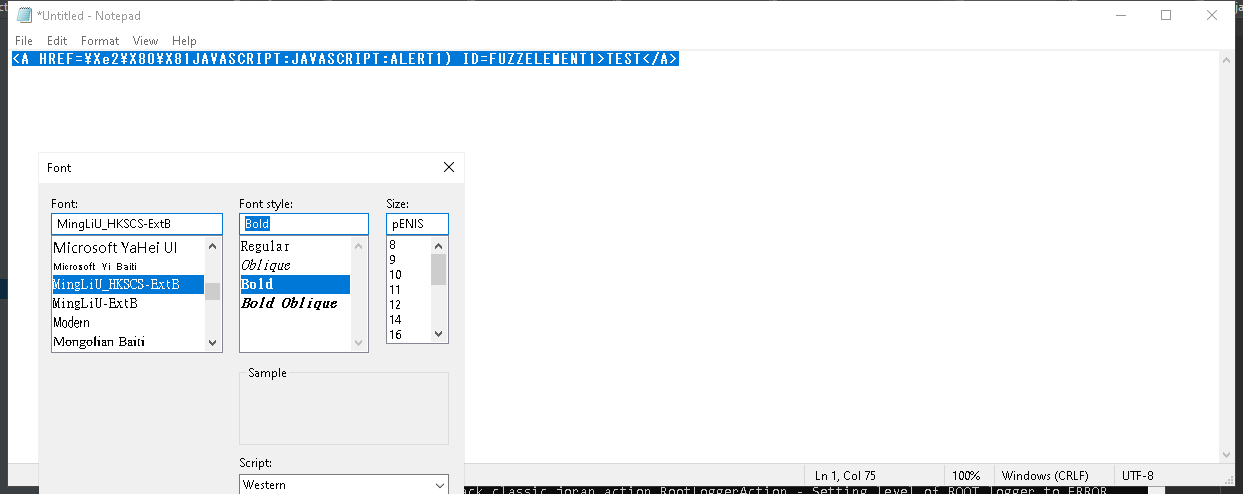 *Untitled - Notepad
File Edit Format View Help
<A HREF=¥Xe2¥X80¥X81JAVASCRIPT:JAVASCRIPT:ALERT1) ID=FUZZELEMENT1>TEST</A>
Font
Font: Font style: Size:
MingLiU_HKSCS-ExtB Bold pENIS
Microsoft YaHei UI Regular 8
Microsoft Yi Baiti Oblique 9
MingLiU_HKSCS-ExtB Bold 10
MingLiU-ExtB Bold Oblique 11
Modern 12
Mongolian Baiti 14
16
Sample
Script:
Western
Ln 1, Col 75 100% Windows (CRLF) UTF-8
classic.joran.action.RootLoggerAction - Setting level of ROOT logger to ERROR